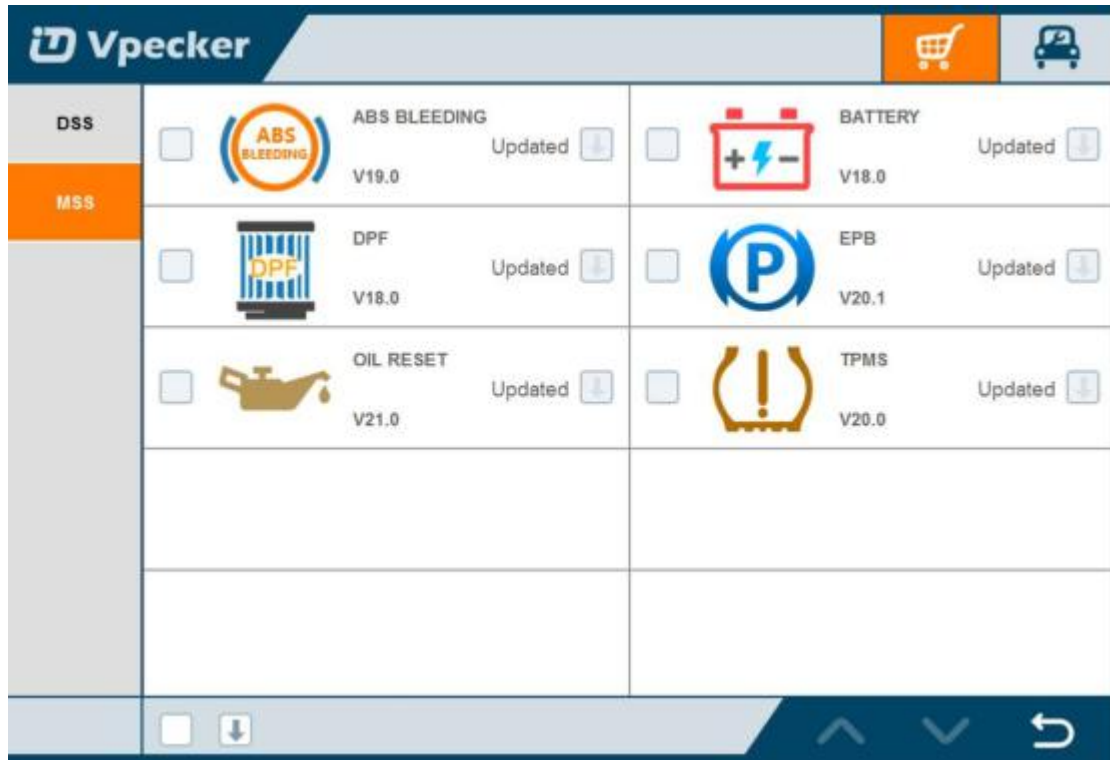 Vpecker
DSS
MSS
ABS BLEEDING
ABS
BLEEDING
Updated
V19.0
BATTERY
Updated
V18.0
DPF
DPF
Updated
V18.0
EPB
P
Updated
V20.1
OIL RESET
Updated
V21.0
TPMS
Updated
V20.0